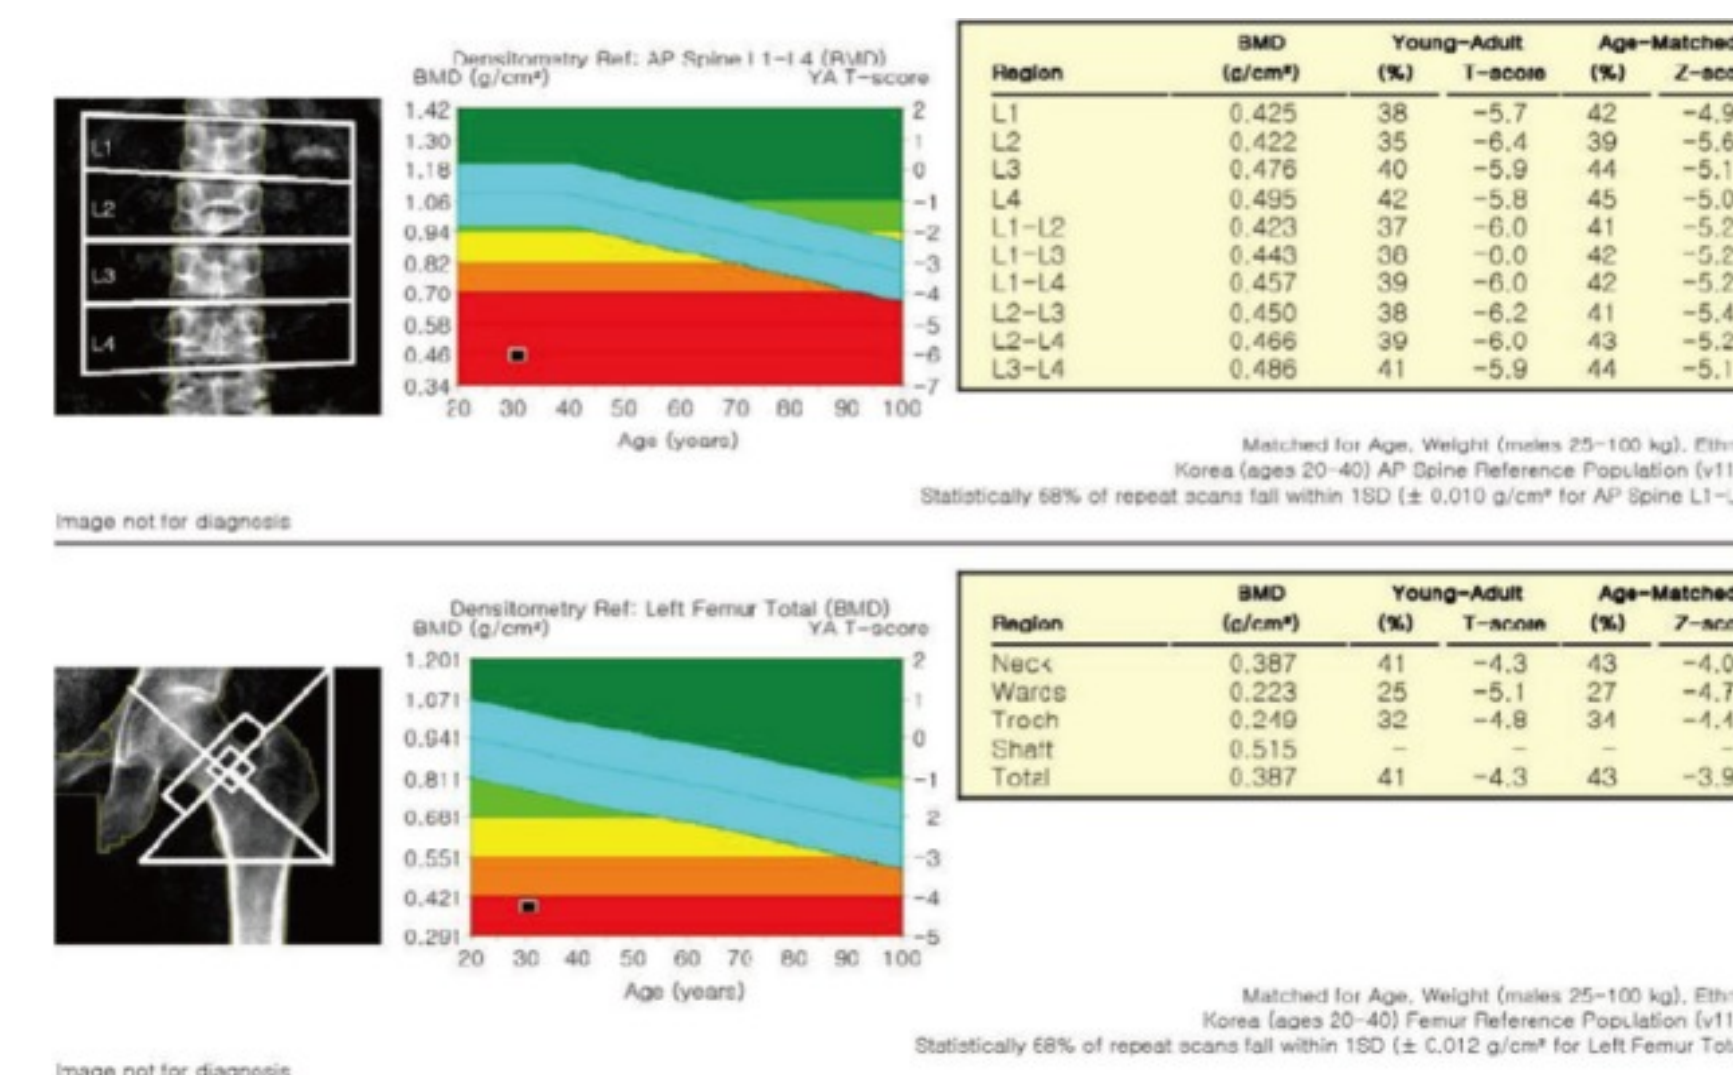 Densitometry Ref: AP Spine L1-L4 (BMD)
BMD (g/cm²) YA T-score
1.42 2
1.30 1
1.18 0
1.06 -1
0.94 -2
0.82 -3
0.70 -4
0.58 -5
0.46 -6
0.34 -7
20 30 40 50 60 70 80 90 100
Age (years)
L1
L2
L3
L4
BMD Young-Adult Age-Matched
Region (g/cm²) (%) T-score (%)
L1 0.425 38 -5.7 42 -4.9
L2 0.422 35 -6.4 39 -5.6
L3 0.476 40 -5.9 44 -5.1
L4 0.495 42 -5.8 45 -5.0
L1-L2 0.423 37 -6.0 41 -5.2
L1-L3 0.443 38 42 -5.2
L1-L4 0.457 39 -6.0 42 -5.2
L2-L3 0.450 38 -6.2 41 -5.4
L2-L4 0.466 39 -6.0 43 -5.2
L3-L4 0.486 41 -5.9 44 -5.1
Matched for Age, Weight (males 25-100 kg),
Korea (ages 20-40) AP Spine Reference Population (v11
Statistically 68% of repeat scans fall within 1SD (± 0.010 g/cm² for AP Spine
Image not for diagnosis
Densitometry Ref: Left Femur Total (BMD)
BMD (g/cm²) YA T-score
1.201 2
1.071 1
0.941 0
0.811 -1
0.681 2
0.551 -3
0.421 -4
0.291 -5
20 30 40 50 60 70 80 90 100
Age (years)
BMD Young-Adult Age-Matched
Region (g/cm²) (%) T-score (%)
Neck 0.387 41 -4.3 43 -4.0
Wards 0.223 25 -5.1 27 -4.7
Troch 0.249 32 -4.8 34 -4.4
Shaft 0.515 - - - -
Total 0.387 41 -4.3 43 -3.9
Matched for Age, Weight (males 25-100 kg),
Korea (ages 20-40) Femur Reference Population (v11
Statistically 68% of repeat scans fall within 1SD (± 0.012 g/cm² for Left Femur
Image not for diagnosis